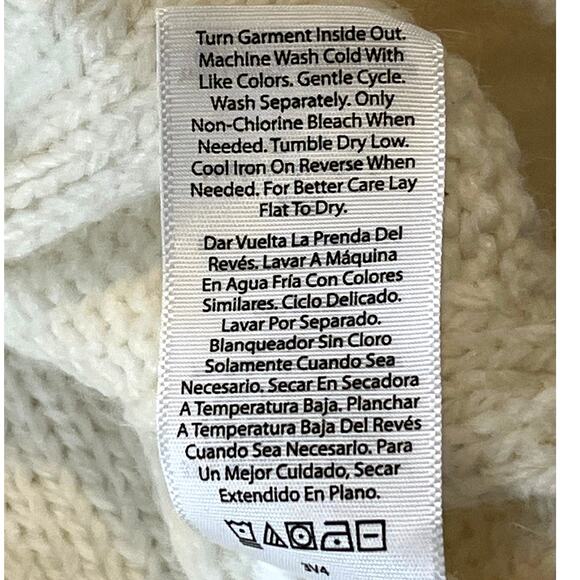 Turn Garment Inside Out.
Machine Wash Cold With
Like Colors. Gentle Cycle.
Wash Separately. Only
Non-Chlorine Bleach When
Needed. Tumble Dry Low.
Cool Iron On Reverse When
Needed. For Better Care Lay
Flat To Dry.
Dar Vuelta La Prenda Del
Revés. Lavar A Máquina
En Agua Fría Con Colores
Similares. Ciclo Delicado.
Lavar Por Separado.
Blanqueador Sin Cloro
Solamente Cuando Sea
Necesario. Secar En Secadora
A Temperatura Baja. Planchar
A Temperatura Baja Del Revés
Cuando Sea Necesario. Para
Un Mejor Cuidado, Secar
Extendido En Plano.
3V4